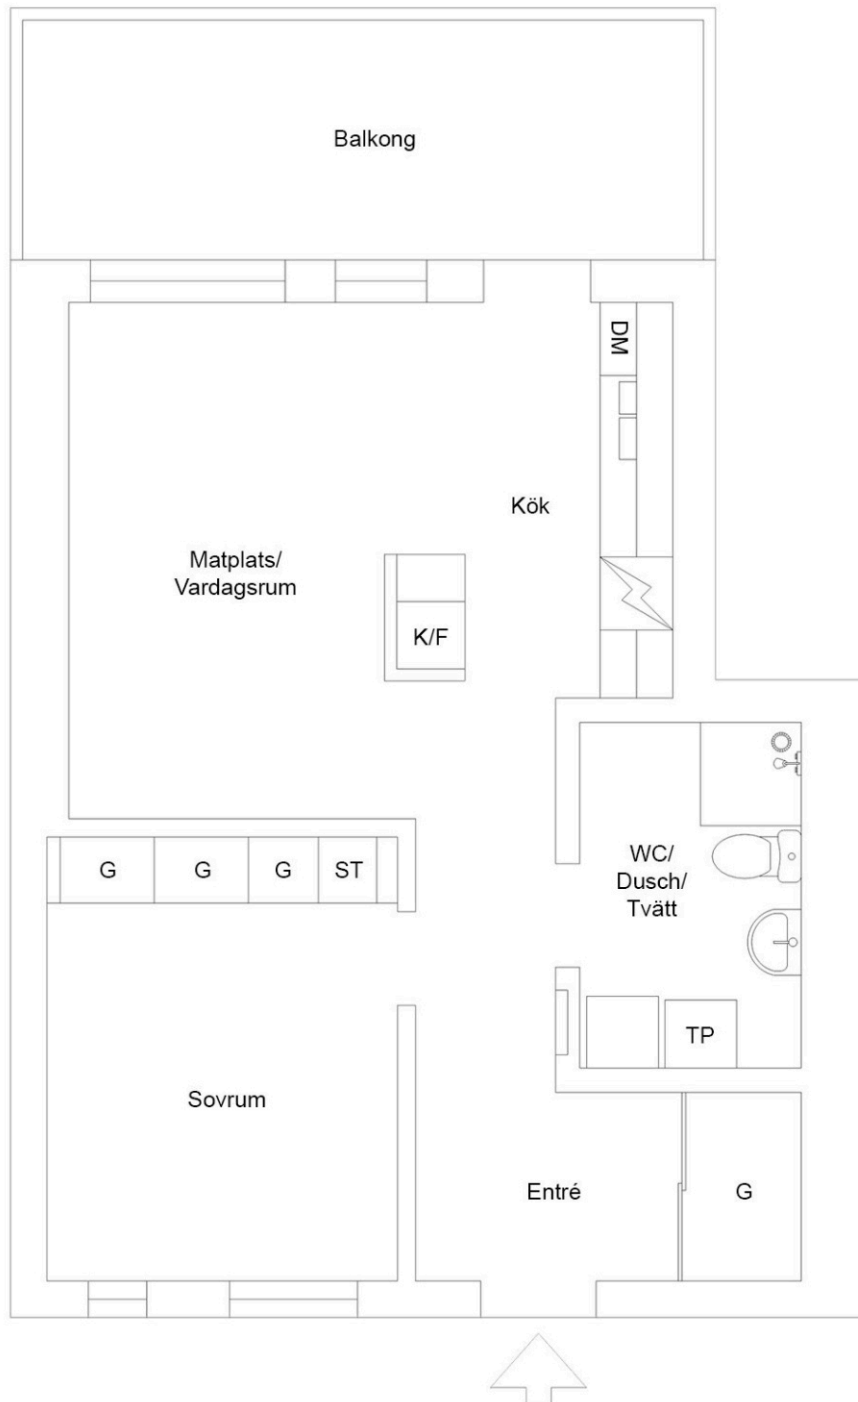 Balkong
DM
Kök
Matplats/
Vardagsrum
K/F
G
G
G
ST
WC/
Dusch/
Tvätt
TP
Sovrum
Entré
G